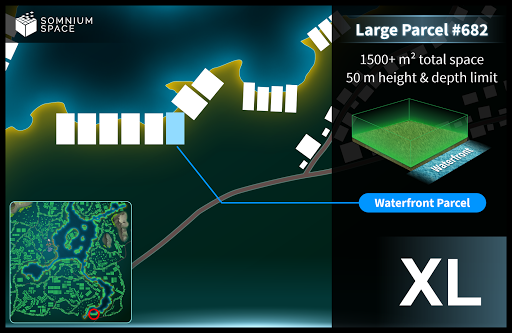 SOMNIUM
SPACE
Large Parcel #682
1500+ m² total space
50 m height & depth limit
Waterfront
Waterfront Parcel
XL